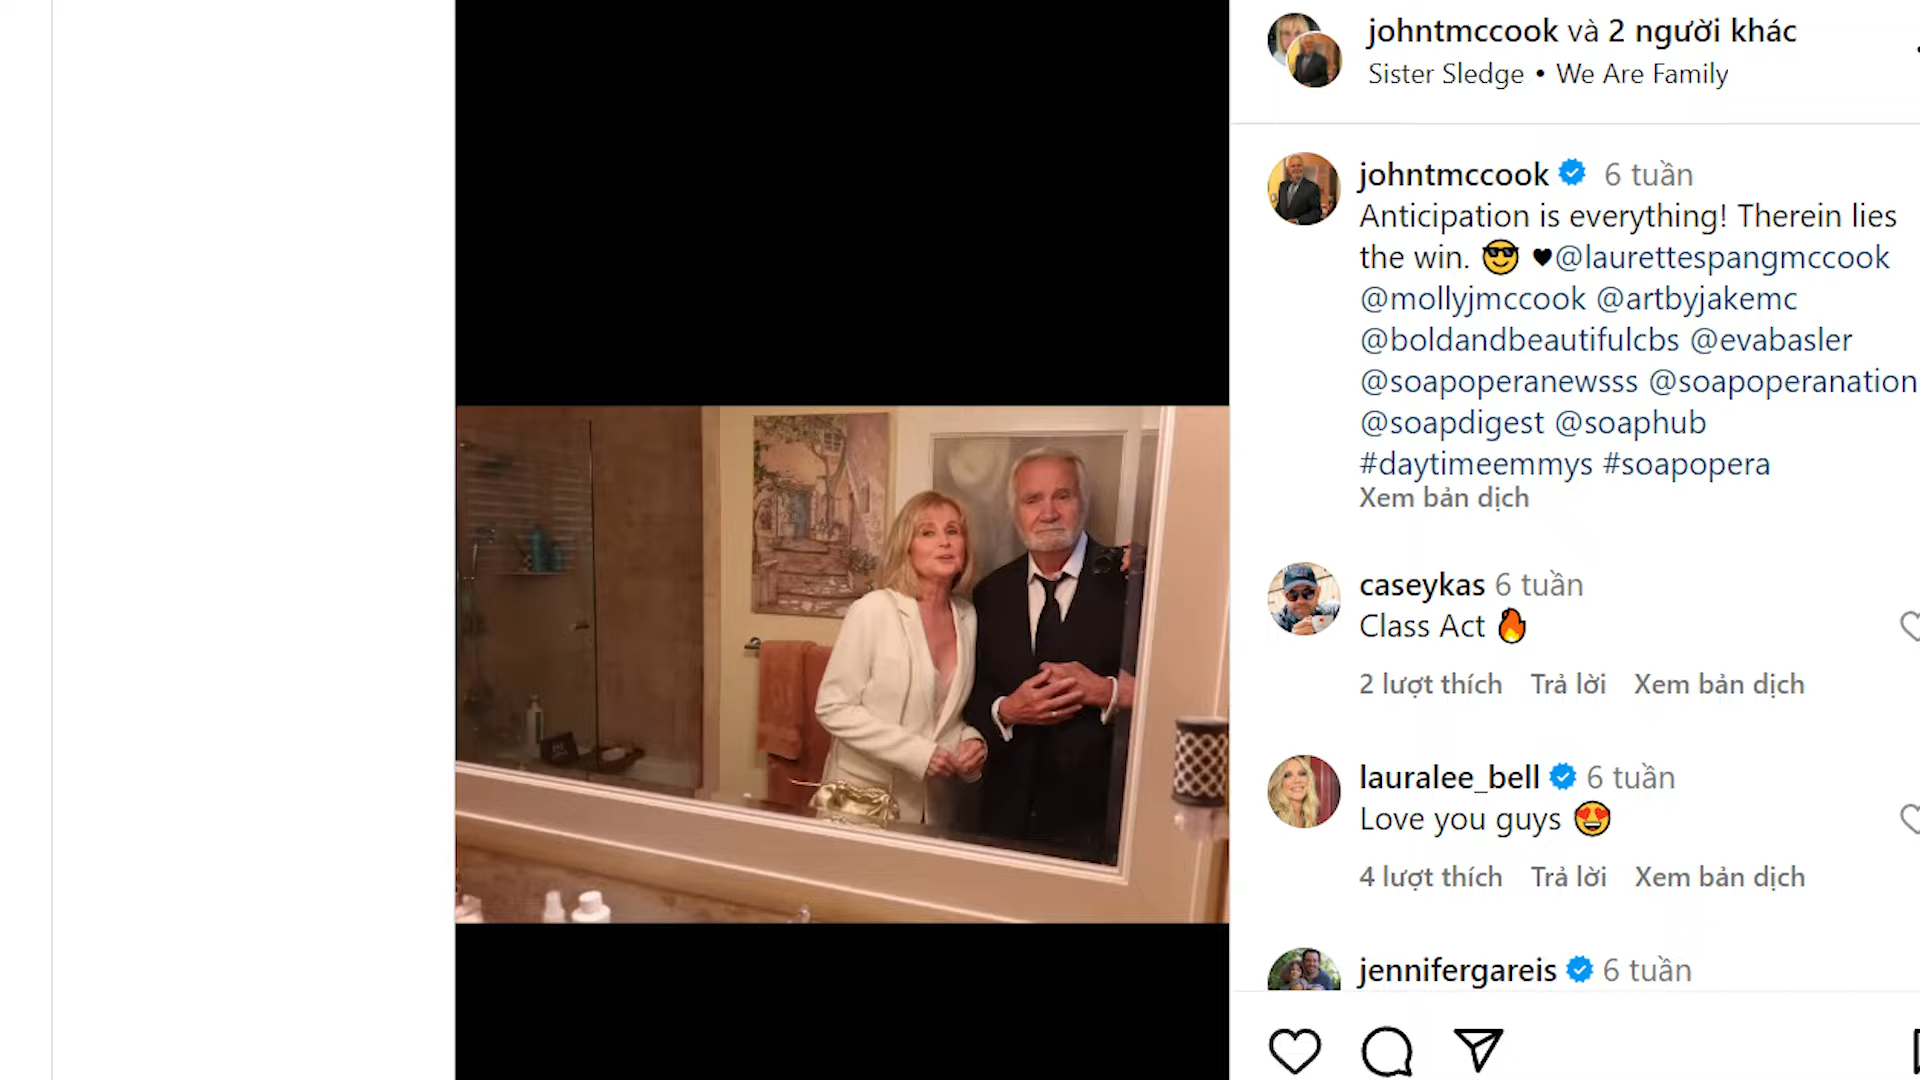 johntmccook và 2 người khác
Sister Sledge • We Are Family
johntmccook 6 tuần
Anticipation is everything! Therein lies
the win. 😎 ♥@laurettespangmccook
@mollyjmccook @artbyjakemc
@boldandbeautifulcbs @evabasler
@soapoperanewsss @soapoperanation
@soapdigest @soaphub
#daytimeemmys #soapopera
Xem bản dịch
caseykas 6 tuần
Class Act 🔥
2 lượt thích Trả lời Xem bản dịch
lauralee_bell 6 tuần
Love you guys 😍
4 lượt thích Trả lời Xem bản dịch
jennifergareis 6 tuần